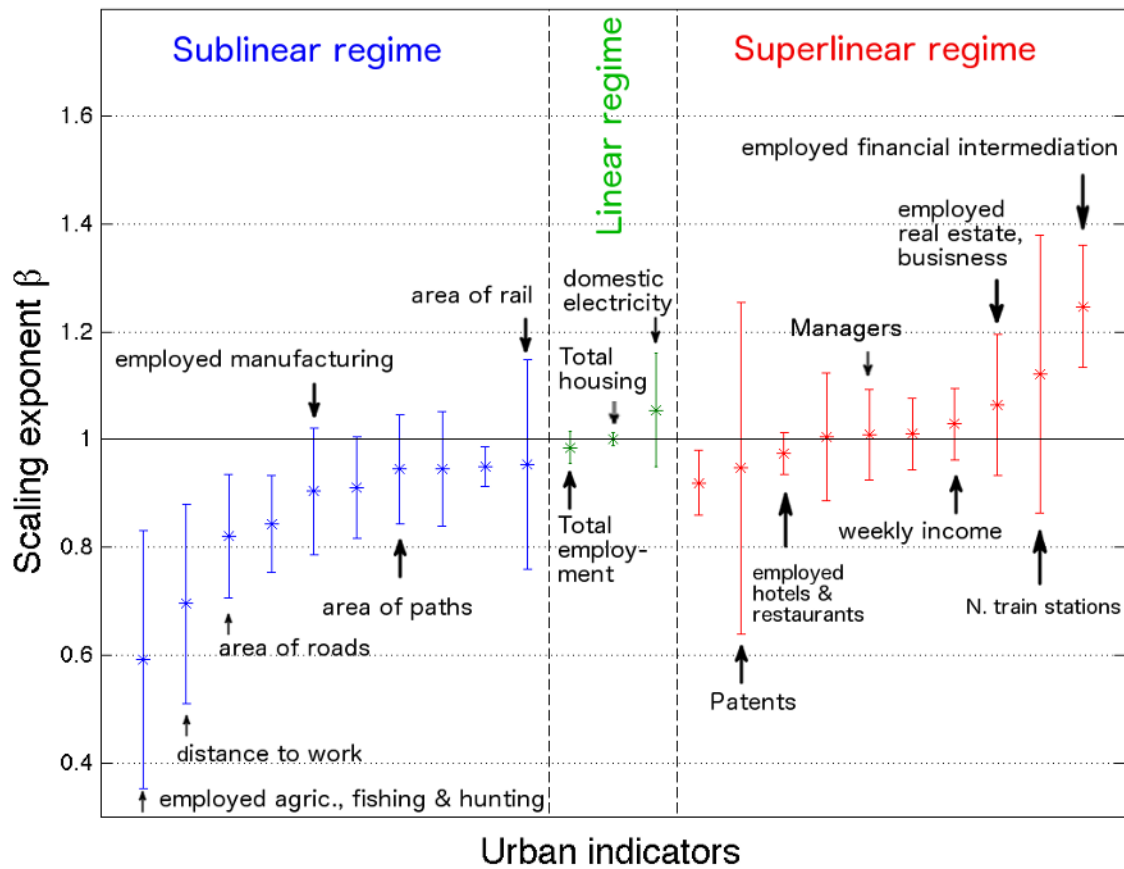 Sublinear regime
Linear regime
Superlinear regime
1.6
1.4
1.2
1
0.8
0.6
0.4
Scaling exponent β
employed financial intermediation
employed
real estate,
busisness
area of rail
domestic
electricity
Managers
employed manufacturing
Total
housing
Total
employ-
ment
weekly income
employed
hotels &
restaurants
area of paths
N. train stations
area of roads
Patents
distance to work
employed agric., fishing & hunting
Urban indicators